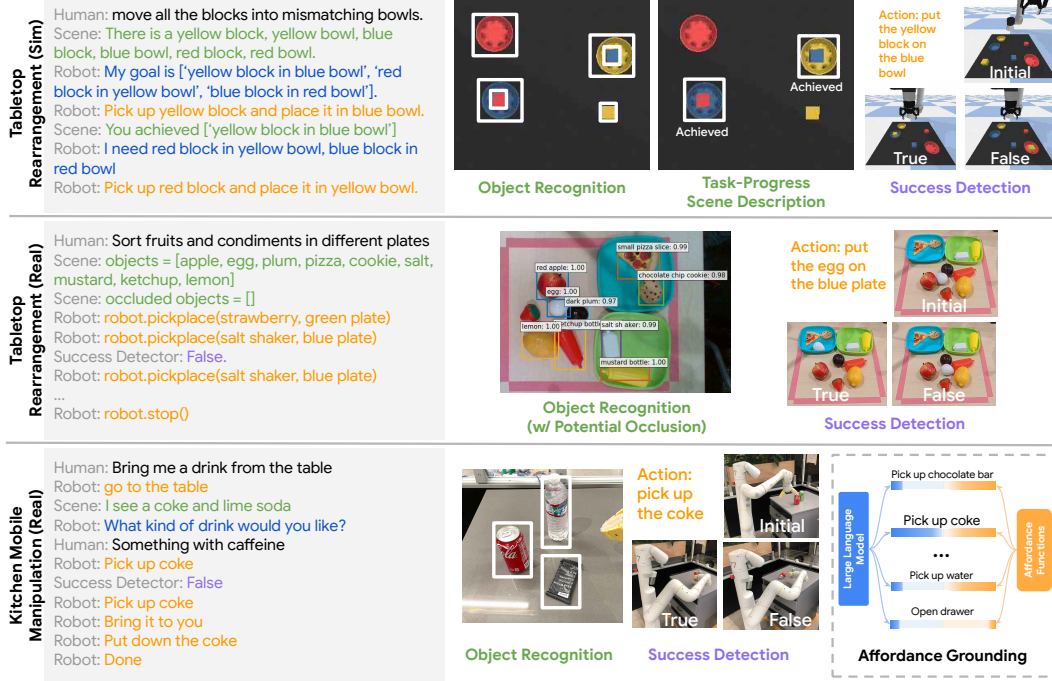 Tabletop
Rearrangement (Sim)
Human: move all the blocks into mismatching bowls.
Scene: There is a yellow block, yellow bowl, blue
block, blue bowl, red block, red bowl.
Robot: My goal is [‘yellow block in blue bowl’, ‘red
block in yellow bowl’, ‘blue block in red bowl’].
Robot: Pick up yellow block and place it in blue bowl.
Scene: You achieved [‘yellow block in blue bowl’]
Robot: I need red block in yellow bowl, blue block in
red bowl
Robot: Pick up red block and place it in yellow bowl.
Object Recognition
Achieved
Achieved
Task-Progress
Scene Description
Action: put
the yellow
block on
the blue
bowl
Initial
True
False
Success Detection
Tabletop
Rearrangement (Real)
Human: Sort fruits and condiments in different plates
Scene: objects = [apple, egg, plum, pizza, cookie, salt,
mustard, ketchup, lemon]
Scene: occluded objects = []
Robot: robot.pickplace(strawberry, green plate)
Robot: robot.pickplace(salt shaker, blue plate)
Success Detector: False.
Robot: robot.pickplace(salt shaker, blue plate)
...
Robot: robot.stop()
small pizza slice: 0.99
red apple: 1.00
chocolate chip cookie: 0.98
egg: 1.00
dark plum: 0.97
lemon: 1.00
salt sh aker: 0.99
mustard bottle: 1.00
Object Recognition
(w/ Potential Occlusion)
Action: put
the egg on
the blue plate
Initial
True
False
Success Detection
Kitchen Mobile
Manipulation (Real)
Human: Bring me a drink from the table
Robot: go to the table
Scene: I see a coke and lime soda
Robot: What kind of drink would you like?
Human: Something with caffeine
Robot: Pick up coke
Success Detector: False
Robot: Pick up coke
Robot: Bring it to you
Robot: Put down the coke
Robot: Done
Object Recognition
Action:
pick up
the coke
Initial
True
False
Success Detection
Large Language
Model
Pick up chocolate bar
Pick up coke
...
Pick up water
Open drawer
Affordance
Functions
Affordance Grounding